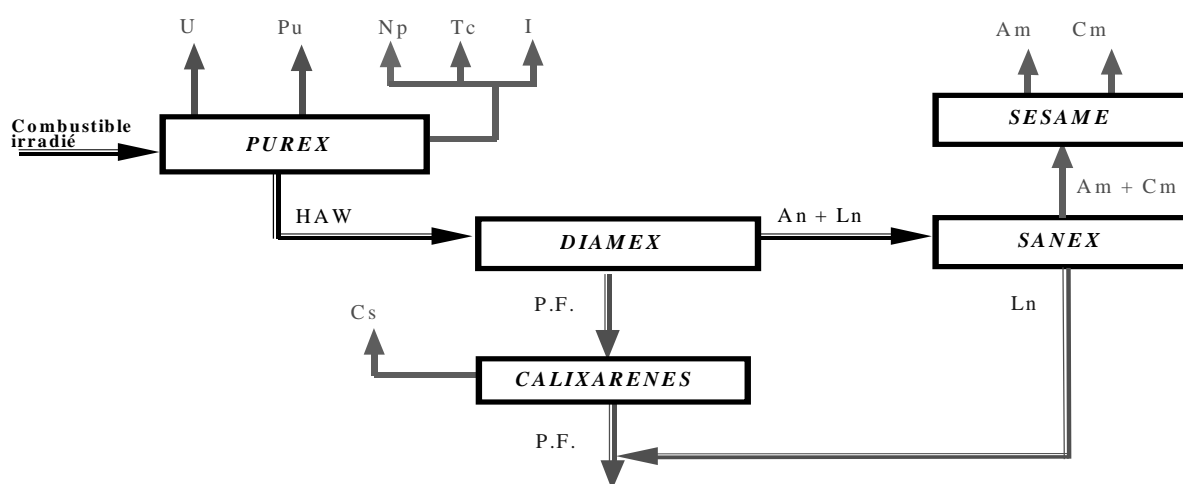 U
Pu
Np
Tc
I
Am
Cm
Combustible
irradié
PUREX
SESAME
Am + Cm
HAW
An + Ln
DIAMEX
SANEX
P.F.
Ln
Cs
CALIXARENES
P.F.